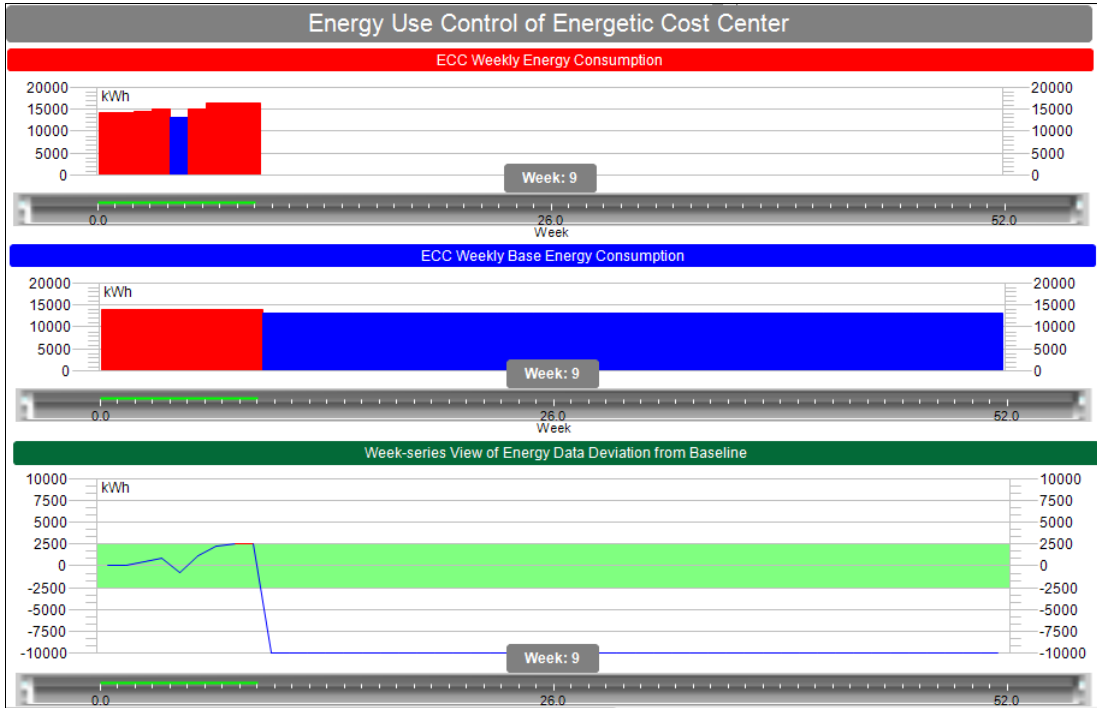 Energy Use Control of Energetic Cost Center
ECC Weekly Energy Consumption
20000 kWh 20000
15000 15000
10000 10000
5000 5000
0 0
Week: 9
0.0 26.0 52.0
Week
ECC Weekly Base Energy Consumption
20000 kWh 20000
15000 15000
10000 10000
5000 5000
0 0
Week: 9
0.0 26.0 52.0
Week
Week-series View of Energy Data Deviation from Baseline
10000 kWh 10000
7500 7500
5000 5000
2500 2500
0 0
-2500 -2500
-5000 -5000
-7500 -7500
-10000 -10000
Week: 9
0.0 26.0 52.0